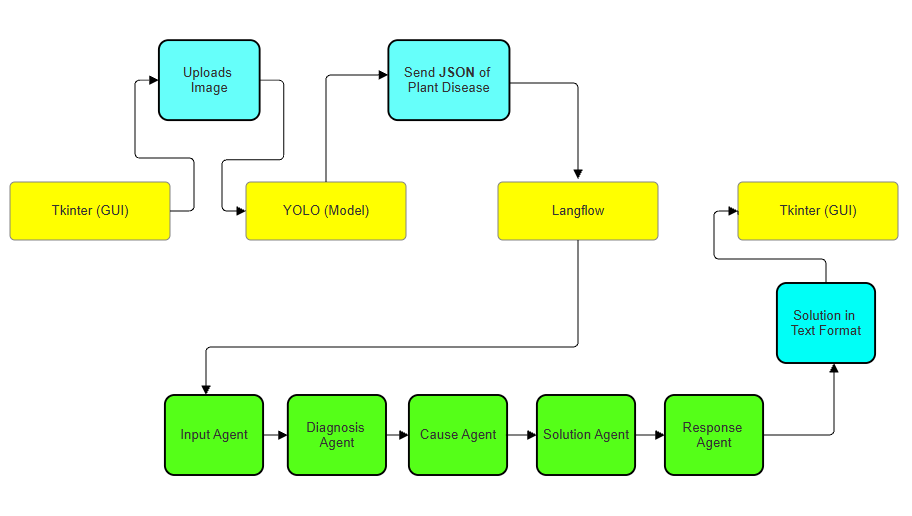 Uploads
Image
Send JSON of
Plant Disease
Tkinter (GUI)
YOLO (Model)
Langflow
Tkinter (GUI)
Solution in
Text Format
Input Agent
Diagnosis
Agent
Cause Agent
Solution Agent
Response
Agent